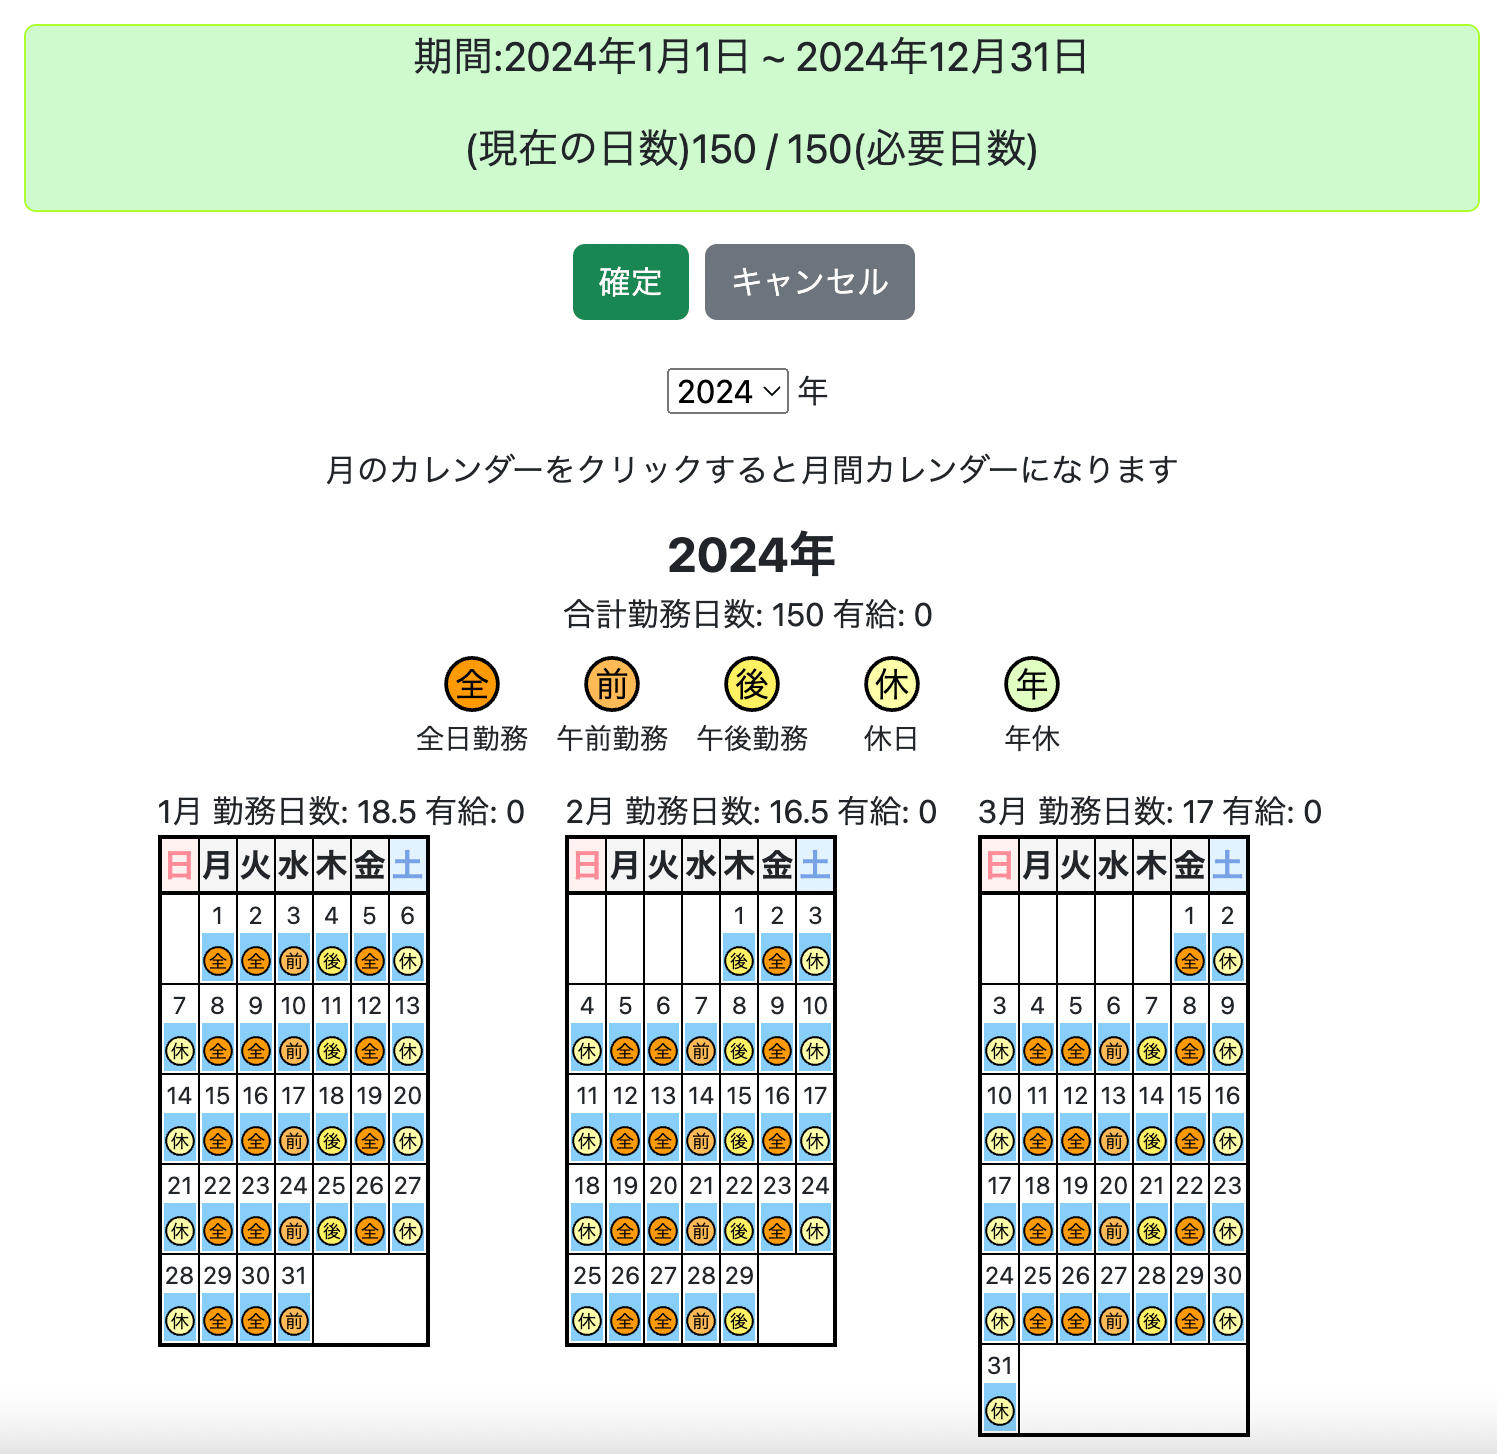 期間:2024年1月1日 ~ 2024年12月31日
(現在の日数)150 / 150(必要日数)
確定 キャンセル
2024 年
月のカレンダーをクリックすると月間カレンダーになります
2024年
合計勤務日数: 150 有給: 0
全 前 後 休 年
全日勤務 午前勤務 午後勤務 休日 年休
1月 勤務日数: 18.5 有給: 0
日 月 火 水 木 金 土
1 2 3 4 5 6
全 全 前 後 全 休
7 8 9 10 11 12 13
休 全 全 前 後 全 休
14 15 16 17 18 19 20
休 全 全 前 後 全 休
21 22 23 24 25 26 27
休 全 全 前 後 全 休
28 29 30 31
休 全 全 前
2月 勤務日数: 16.5 有給: 0
日 月 火 水 木 金 土
1 2 3
後 全 休
4 5 6 7 8 9 10
休 全 全 前 後 全 休
11 12 13 14 15 16 17
休 全 全 前 後 全 休
18 19 20 21 22 23 24
休 全 全 前 後 全 休
25 26 27 28 29
休 全 全 前 後
3月 勤務日数: 17 有給: 0
日 月 火 水 木 金 土
1 2
全 休
3 4 5 6 7 8 9
休 全 全 前 後 全 休
10 11 12 13 14 15 16
休 全 全 前 後 全 休
17 18 19 20 21 22 23
休 全 全 前 後 全 休
24 25 26 27 28 29 30
休 全 全 前 後 全 休
31
休